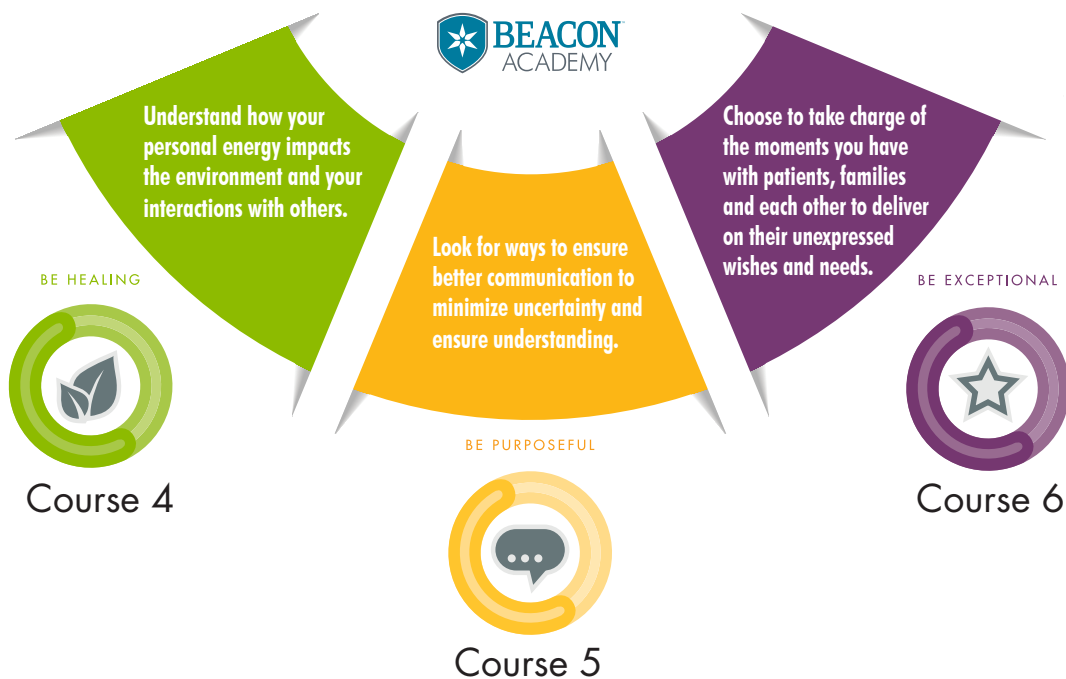 BEACON
ACADEMY
Understand how your
personal energy impacts
the environment and your
interactions with others.
BE HEALING
Course 4
Look for ways to ensure
better communication to
minimize uncertainty and
ensure understanding.
BE PURPOSEFUL
Course 5
Choose to take charge of
the moments you have
with patients, families
and each other to deliver
on their unexpressed
wishes and needs.
BE EXCEPTIONAL
Course 6